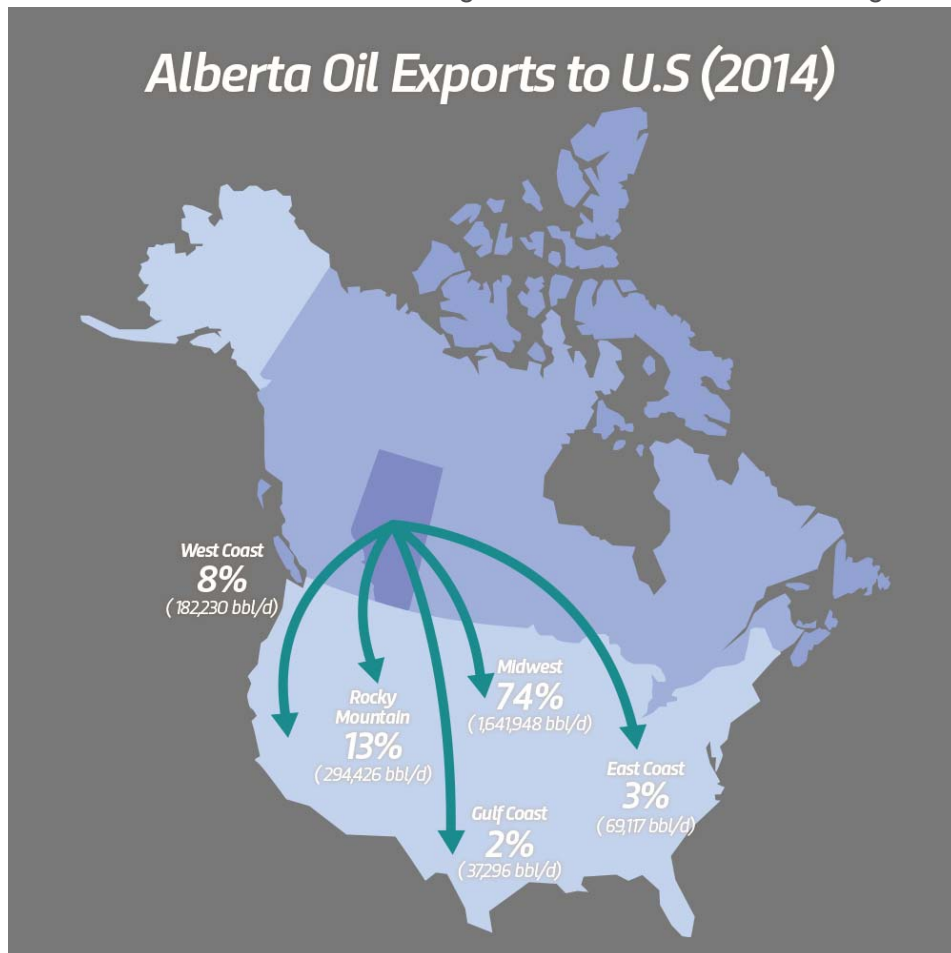 Alberta Oil Exports to U.S (2014)
West Coast
8%
(182,230 bbl/d)
Rocky
Mountain
13%
(294,426 bbl/d)
Midwest
74%
(1,641,948 bbl/d)
Gulf Coast
2%
(37,296 bbl/d)
East Coast
3%
(69,117 bbl/d)